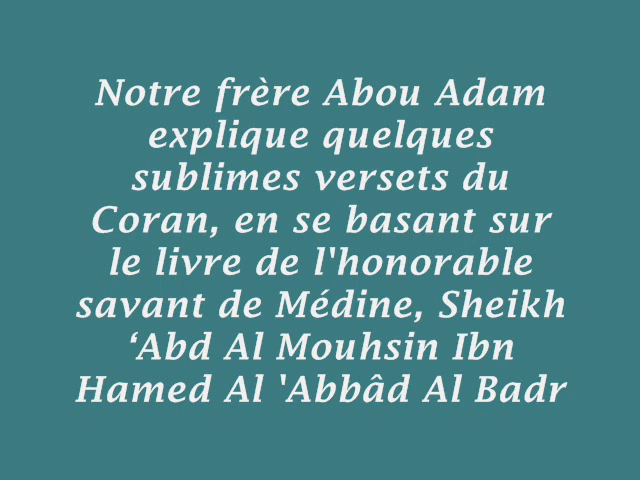 Notre frère Abou Adam
explique quelques
sublimes versets du
Coran, en se basant sur
le livre de l'honorable
savant de Médine, Sheikh
‘Abd Al Mouhsin Ibn
Hamed Al 'Abbâd Al Badr